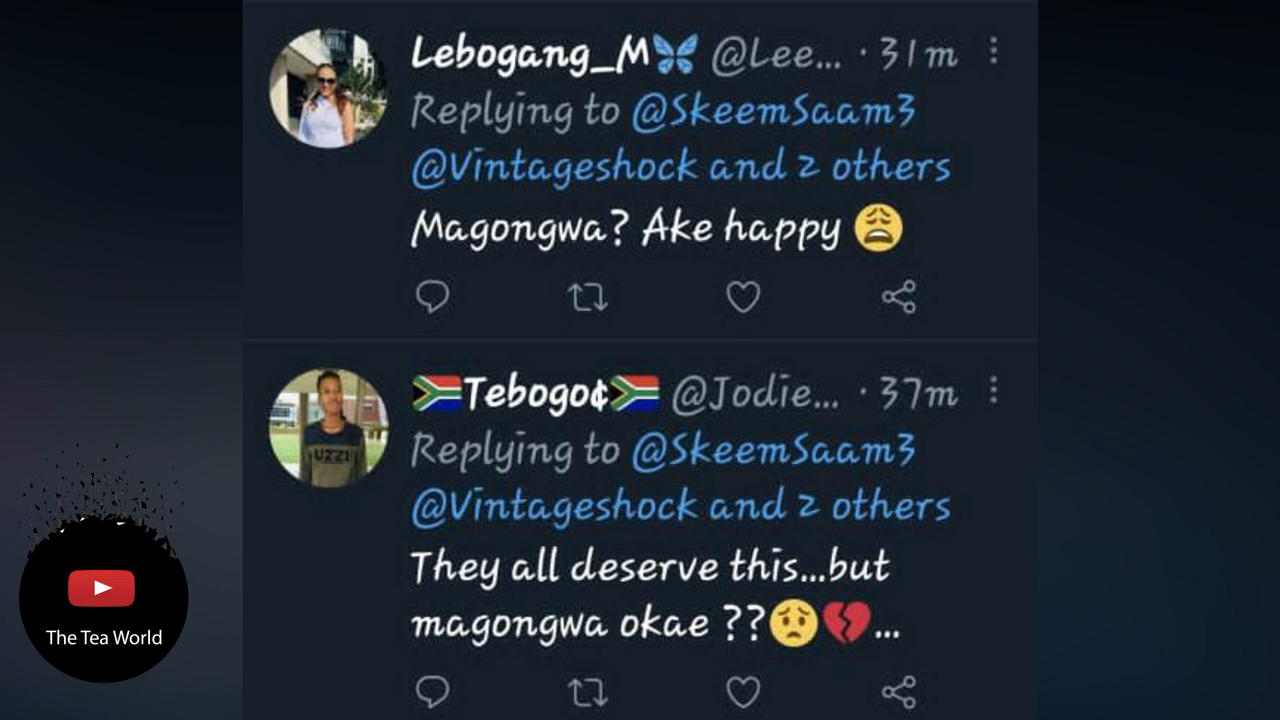 Lebogang_M🦋 @Lee... · 31m
Replying to @SkeemSaam3
@Vintageshock and 2 others
Magongwa? Ake happy 😩
🇿🇦Tebogo¢🇿🇦 @Jodie... · 37m
Replying to @SkeemSaam3
@Vintageshock and 2 others
They all deserve this...but
magongwa okae ??😟💔...
UZZI
The Tea World